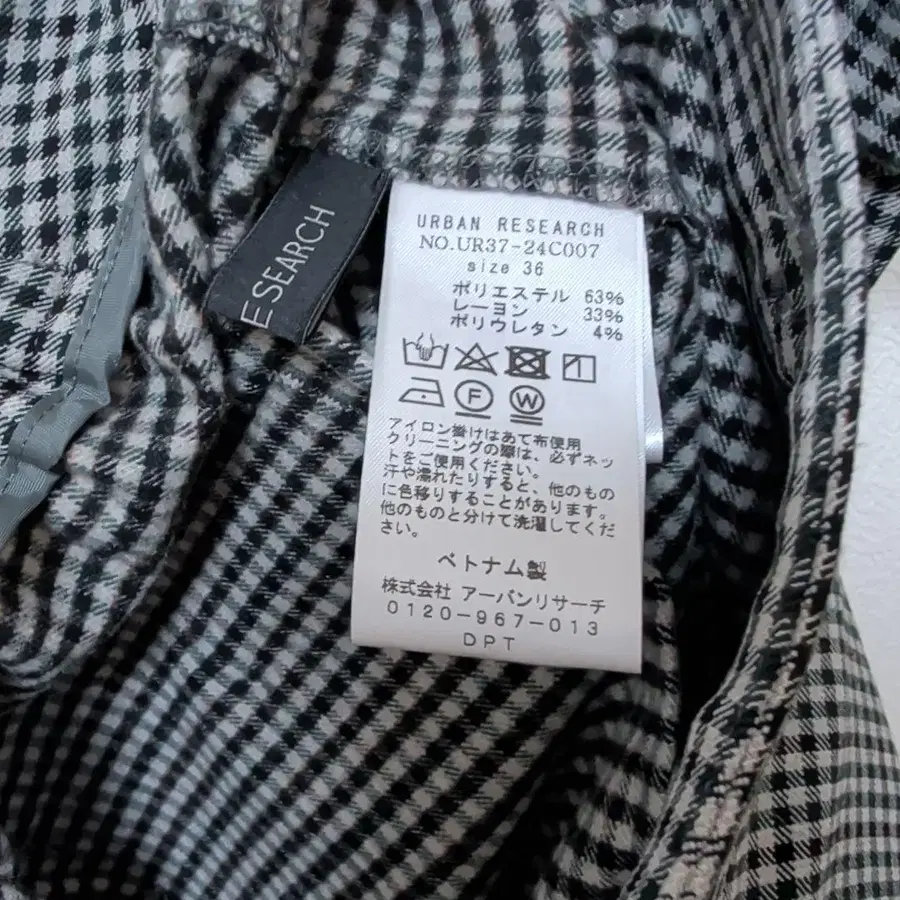 E SEARCH
URBAN RESEARCH
NO.UR37-24C007
size 36
ポリエステル 63%
レーヨン 33%
ポリウレタン 4%
F W
アイロン掛けはあて布使用
クリーニングの際は、必ずネッ
トをご使用ください。
汗や濡れたりすると、他のもの
に色移りすることがあります。
他のものと分けて洗濯してくだ
さい。
ベトナム製
株式会社 アーバンリサーチ
0120-967-013
DPT